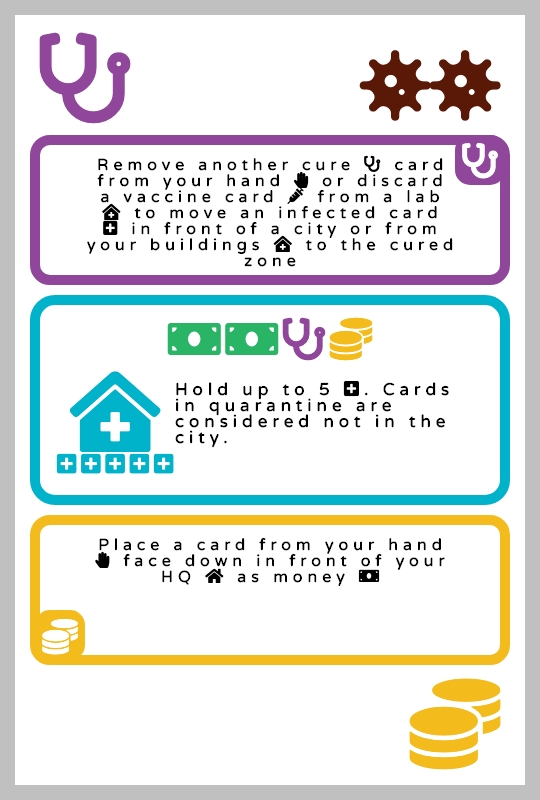 Remove another cure card
from your hand or discard
a vaccine card from a lab
to move an infected card
in front of a city or from
your buildings to the cured
zone
Hold up to 5 . Cards
in quarantine are
considered not in the
city.
Place a card from your hand
face down in front of your
HQ as money